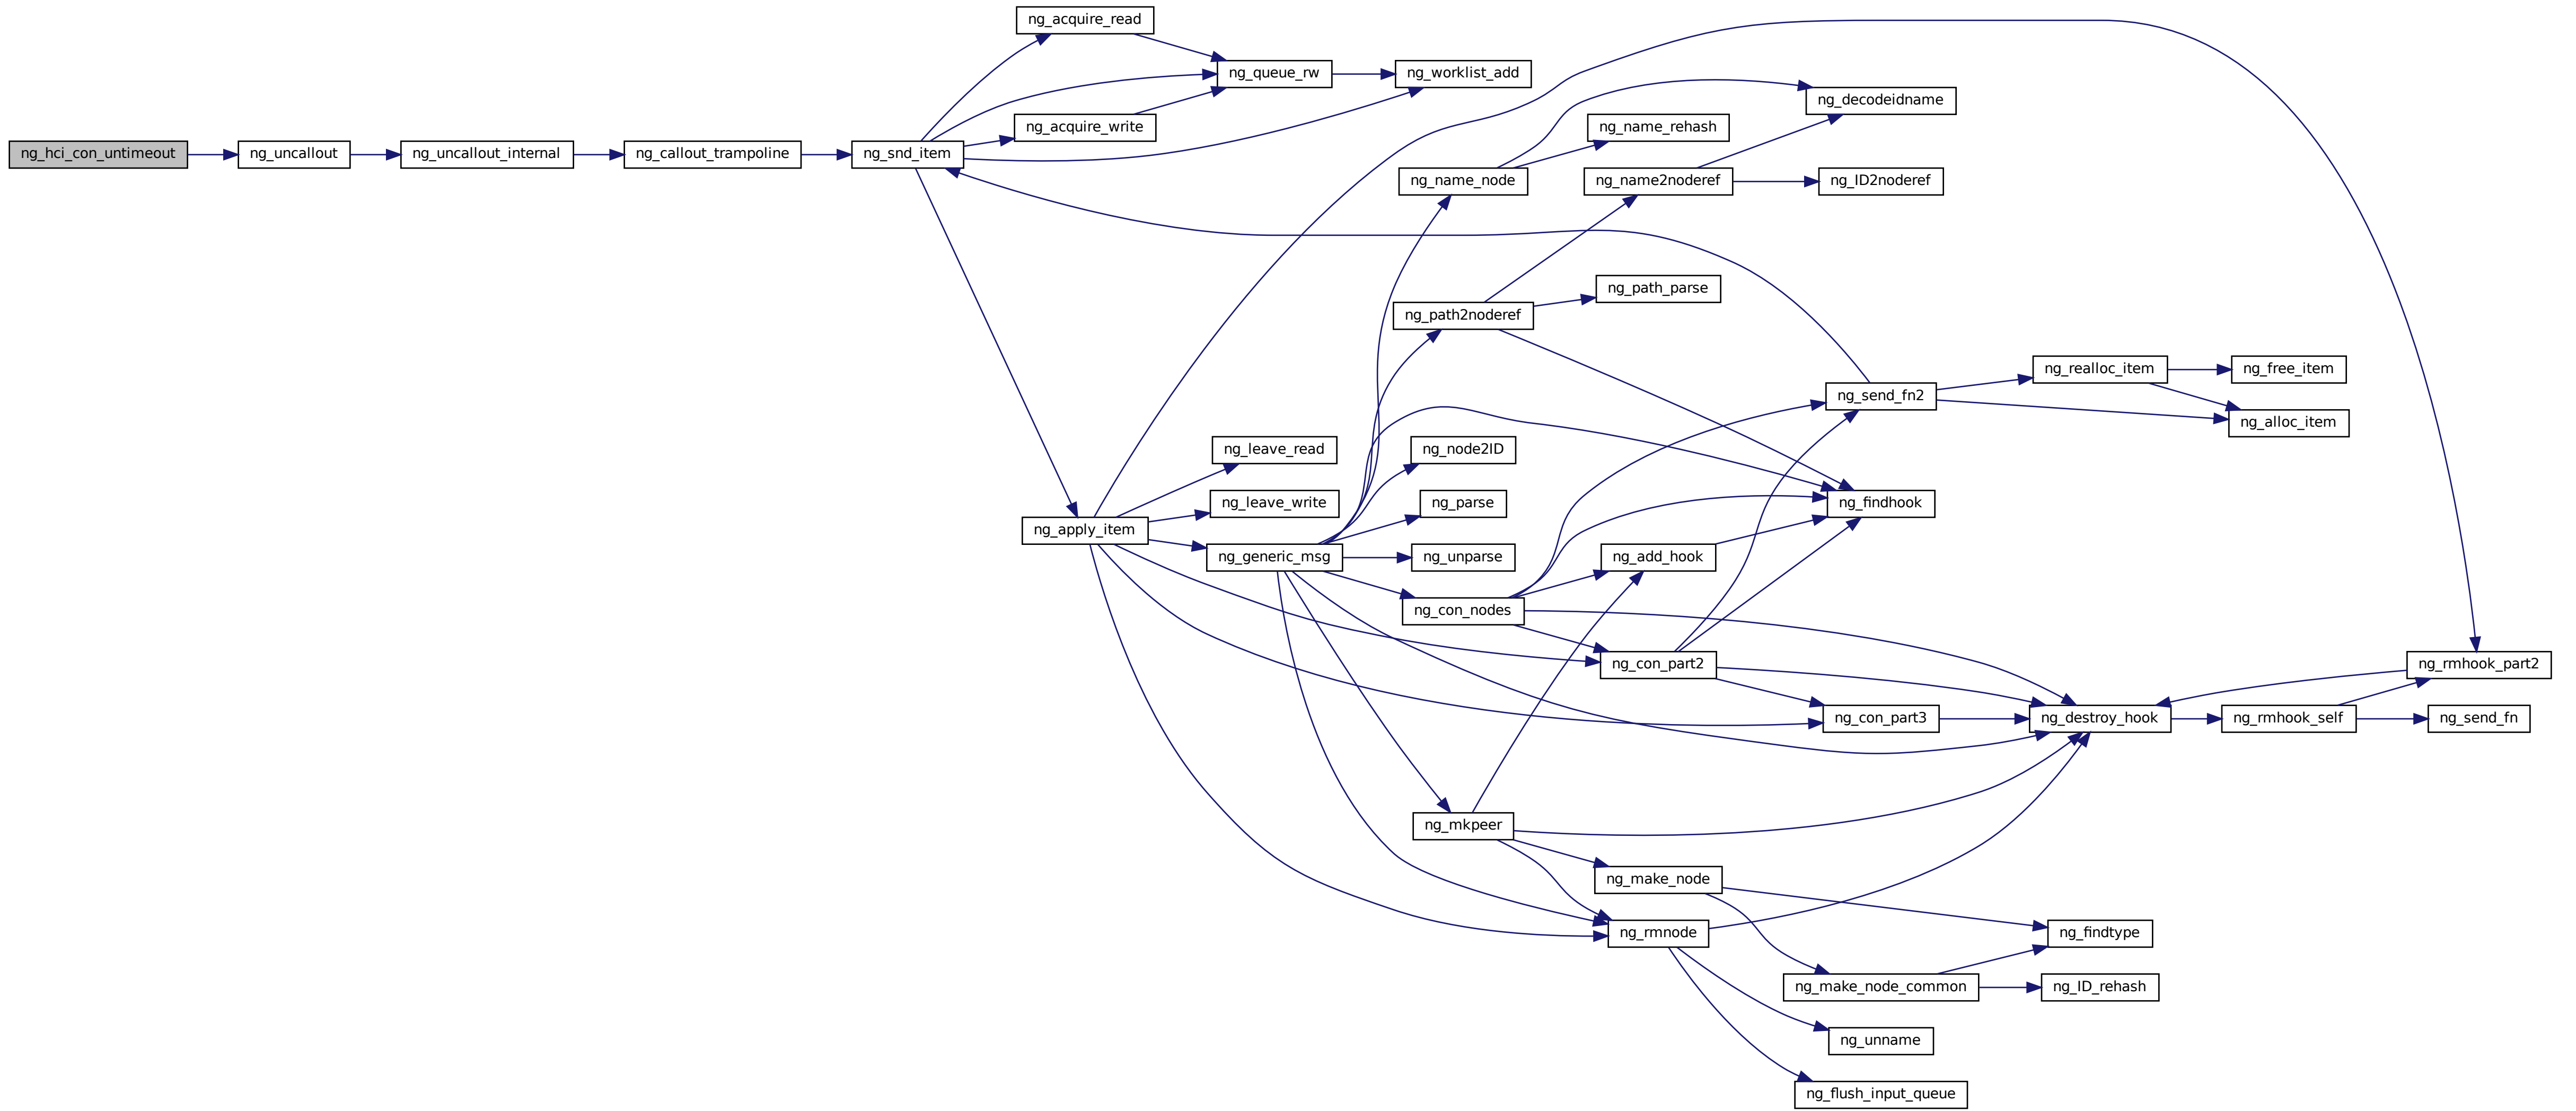 ng_acquire_read
ng_queue_rw
ng_worklist_add
ng_decodeidname
ng_acquire_write
ng_name_rehash
ng_hci_con_untimeout
ng_uncallout
ng_uncallout_internal
ng_callout_trampoline
ng_snd_item
ng_name_node
ng_name2noderef
ng_ID2noderef
ng_path_parse
ng_path2noderef
ng_realloc_item
ng_free_item
ng_send_fn2
ng_alloc_item
ng_leave_read
ng_node2ID
ng_leave_write
ng_parse
ng_findhook
ng_apply_item
ng_generic_msg
ng_unparse
ng_add_hook
ng_con_nodes
ng_con_part2
ng_rmhook_part2
ng_con_part3
ng_destroy_hook
ng_rmhook_self
ng_send_fn
ng_mkpeer
ng_make_node
ng_rmnode
ng_findtype
ng_make_node_common
ng_ID_rehash
ng_unname
ng_flush_input_queue